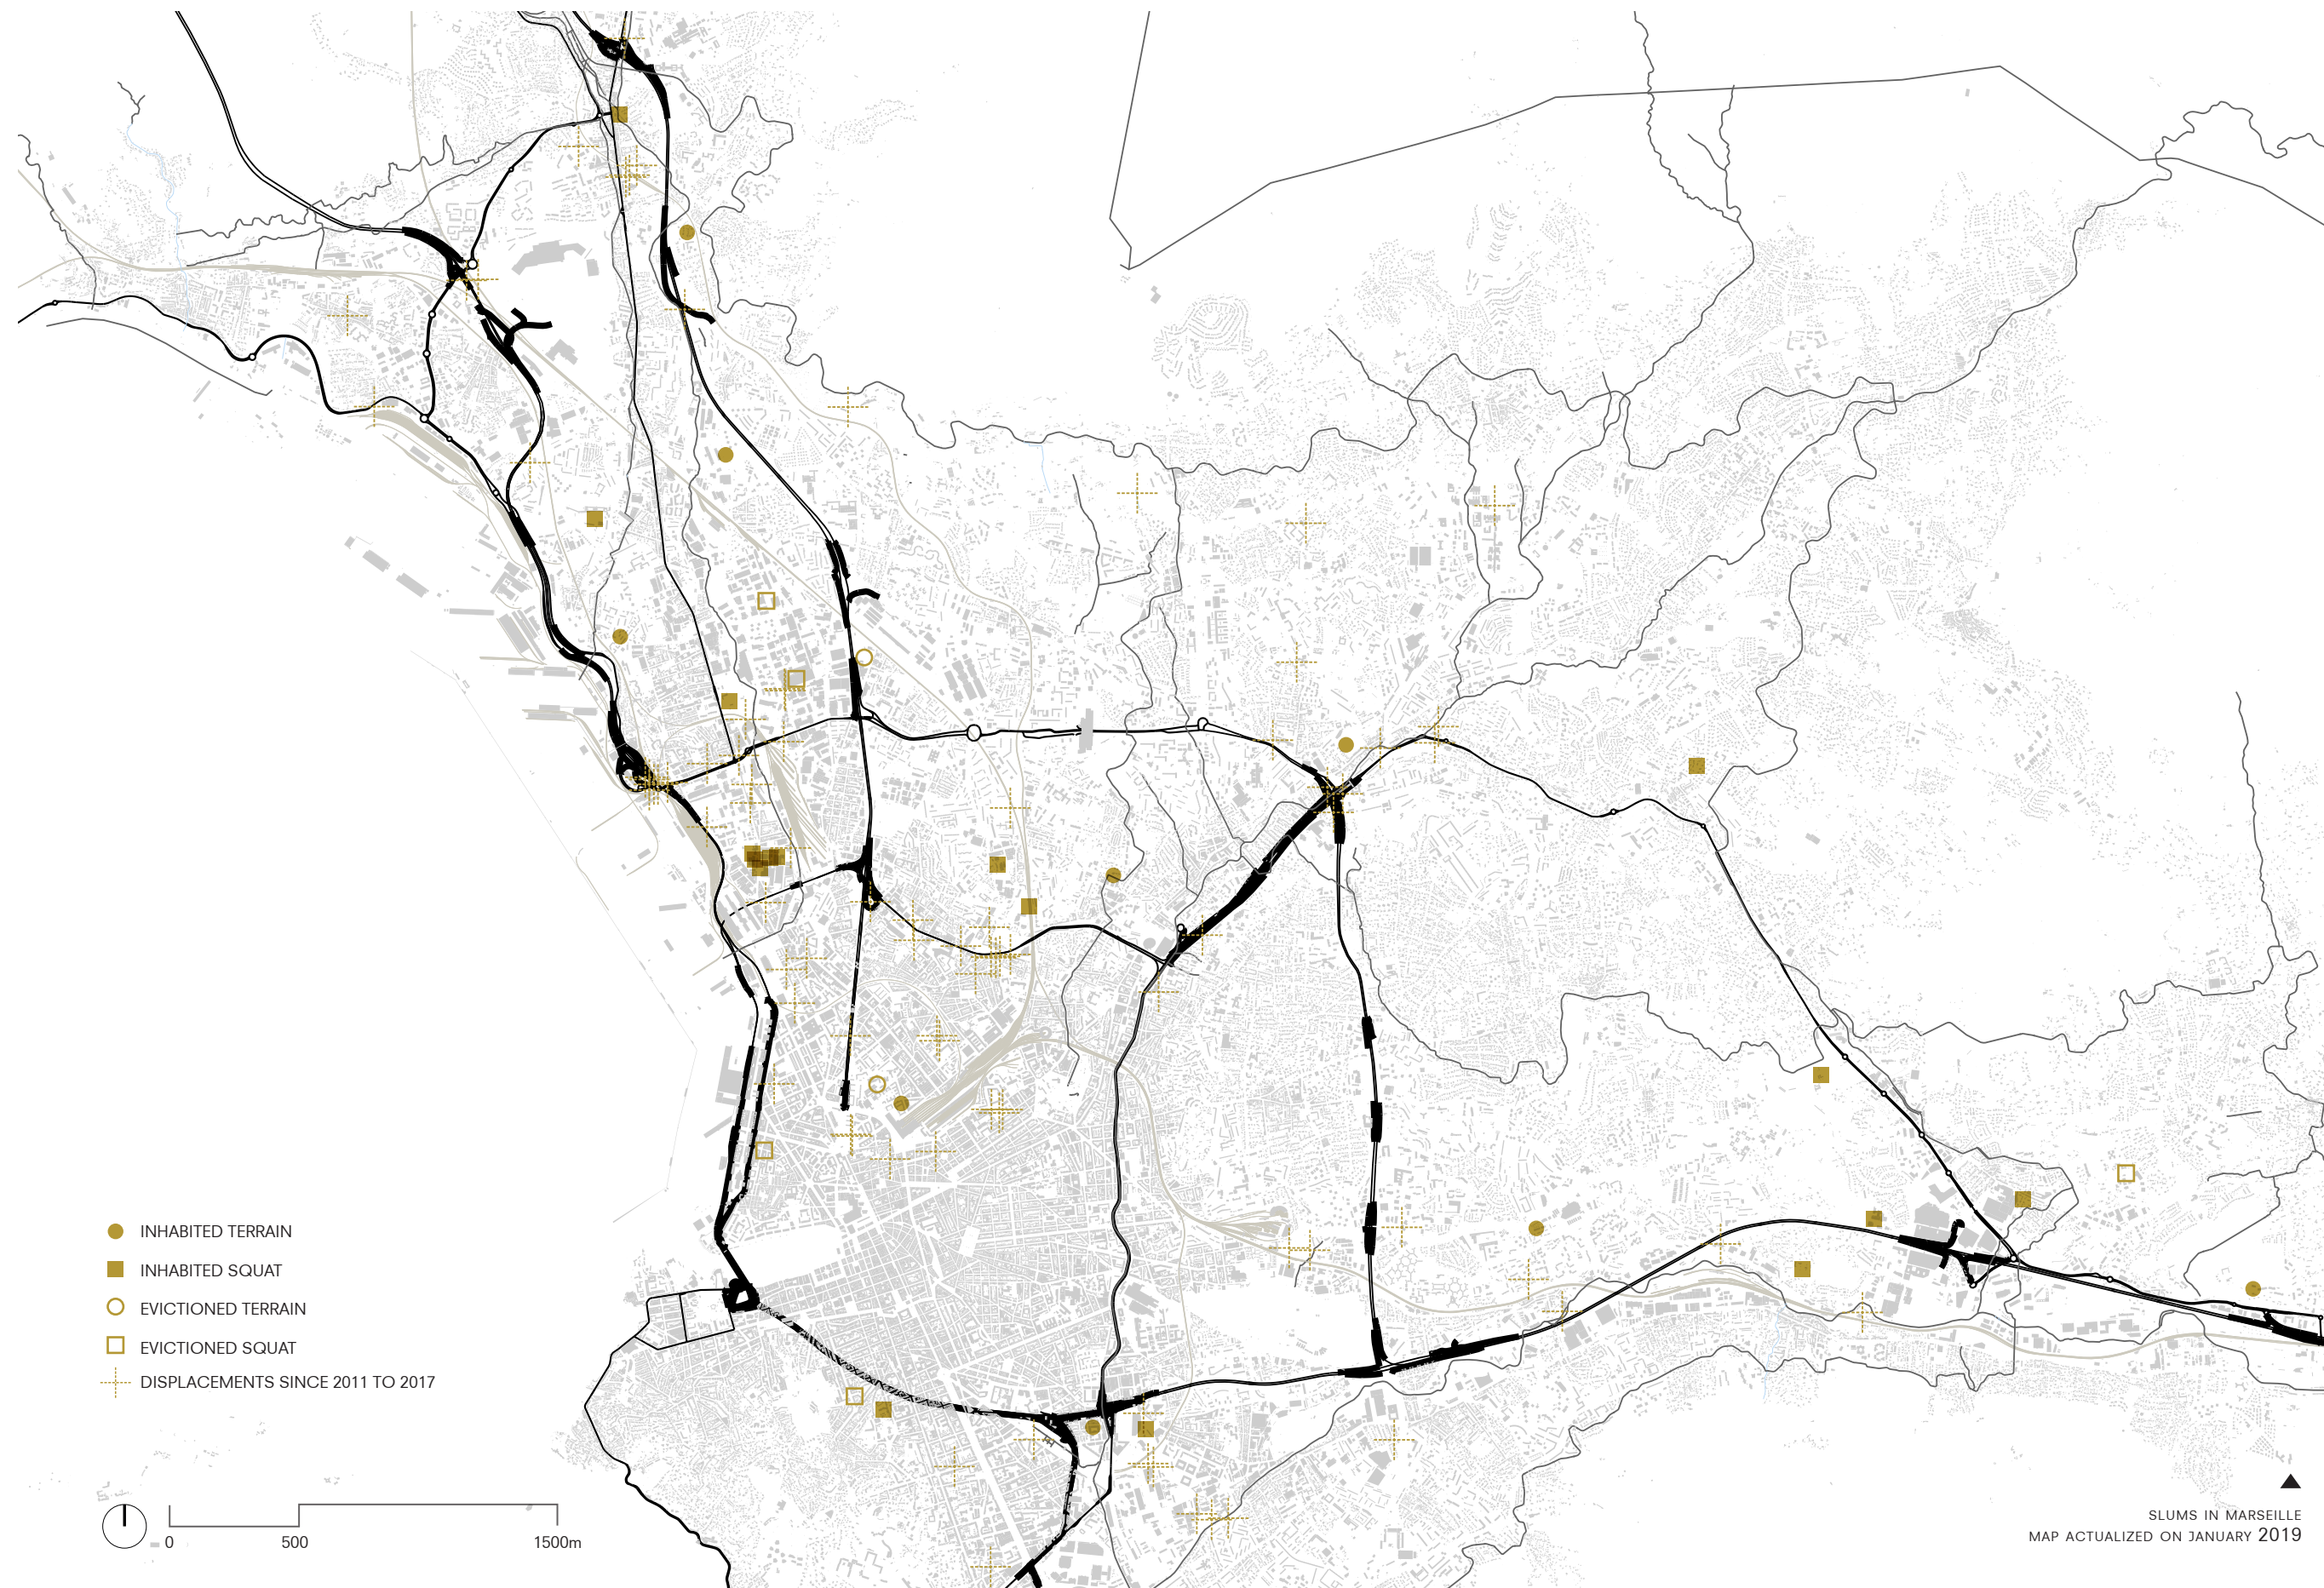 INHABITED TERRAIN
INHABITED SQUAT
EVICTIONED TERRAIN
EVICTIONED SQUAT
DISPLACEMENTS SINCE 2011 TO 2017
0 500 1500m
SLUMS IN MARSEILLE
MAP ACTUALIZED ON JANUARY 2019